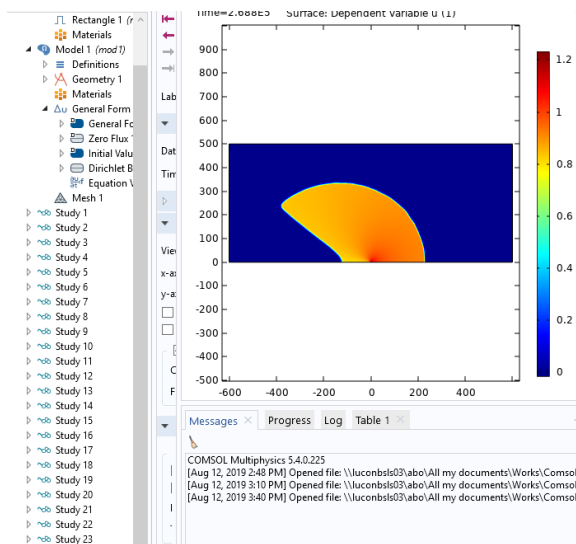 Rectangle 1 (r
Materials
Model 1 (mod1)
Definitions
Geometry 1
Materials
Δu General Form
General Fo
Zero Flux 1
Initial Value
Dirichlet B
Equation V
Mesh 1
Study 1
Study 2
Study 3
Study 4
Study 5
Study 6
Study 7
Study 8
Study 9
Study 10
Study 11
Study 12
Study 13
Study 14
Study 15
Study 16
Study 17
Study 18
Study 19
Study 20
Study 21
Study 22
Study 23
Lab
Dat
Tim
Vie
x-ax
y-ax
C
F
Time=2.688E5 Surface: Dependent variable u (1)
1000
900
800
700
600
500
400
300
200
100
0
-100
-200
-300
-400
-500
-600 -400 -200 0 200 400 600
1.2
1
0.8
0.6
0.4
0.2
0
Messages Progress Log Table 1
COMSOL Multiphysics 5.4.0.225
[Aug 12, 2019 2:48 PM] Opened file: \\luconbsls03\abo\All my documents\Works\Comsol
[Aug 12, 2019 3:10 PM] Opened file: \\luconbsls03\abo\All my documents\Works\Comsol
[Aug 12, 2019 3:40 PM] Opened file: \\luconbsls03\abo\All my documents\Works\Comsol